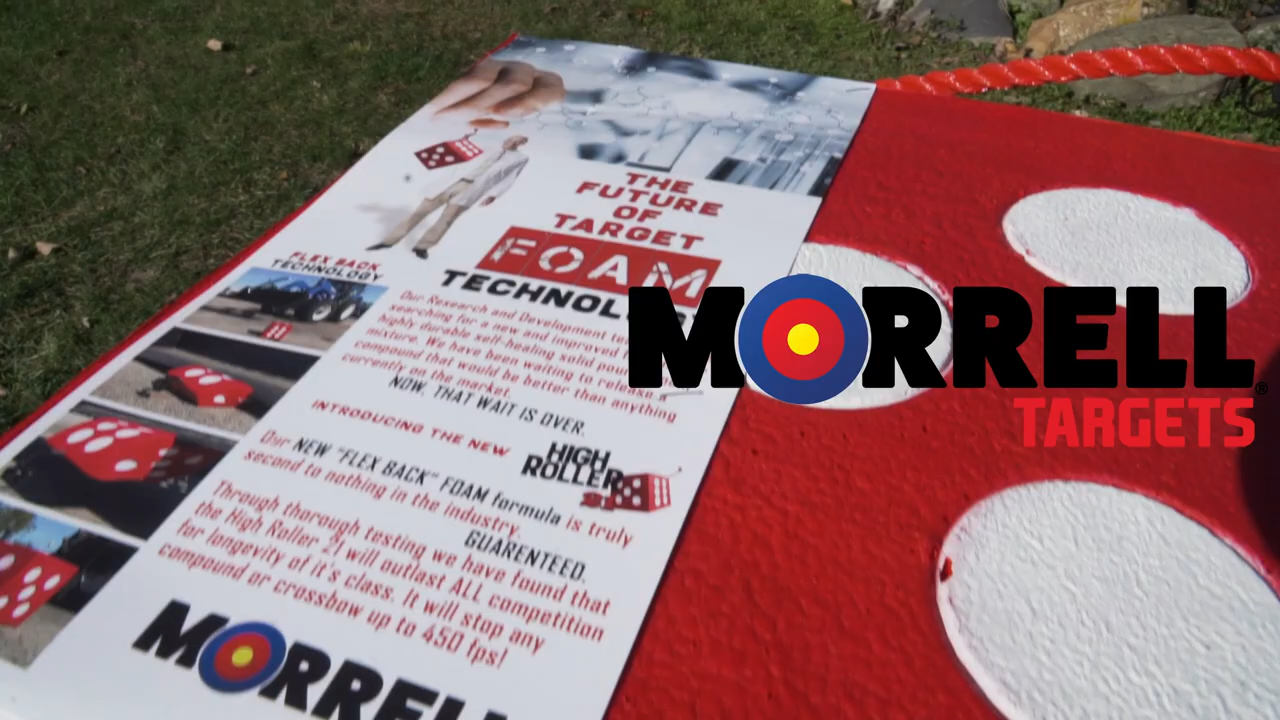 THE
FUTURE
OF
TARGET
FOAM
TECHNOLO
FLEX BACK
TECHNOLOGY
Our Research and Development te
searching for a new and improved f
highly durable self-healing solid pour
mixture. We have been waiting to release a
compound that would be better than anything
currently on the market.
NOW, THAT WAIT IS OVER.
INTRODUCING THE NEW
HIGH
ROLLER
21
Our NEW "FLEX BACK" FOAM formula is truly
second to nothing in the industry.
GUARENTEED.
Through thorough testing we have found that
the High Roller 21 will outlast ALL competition
for longevity of it's class. It will stop any
compound or crossbow up to 450 fps!
MORRELL
MORRELL®
TARGETS